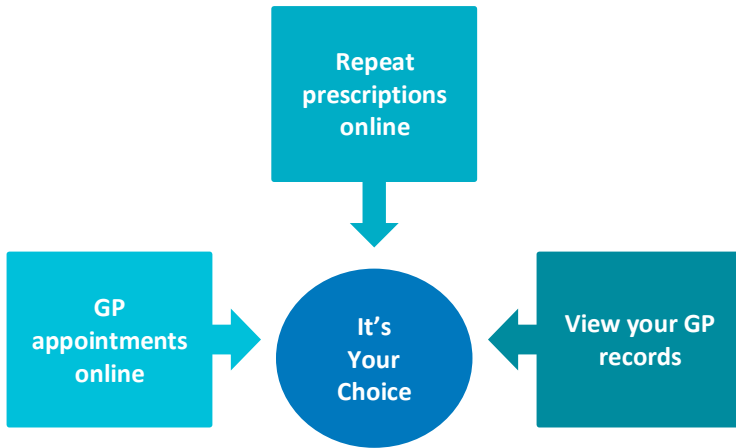 Repeat
prescriptions
online
GP
appointments
online
It’s
Your
Choice
View your GP
records